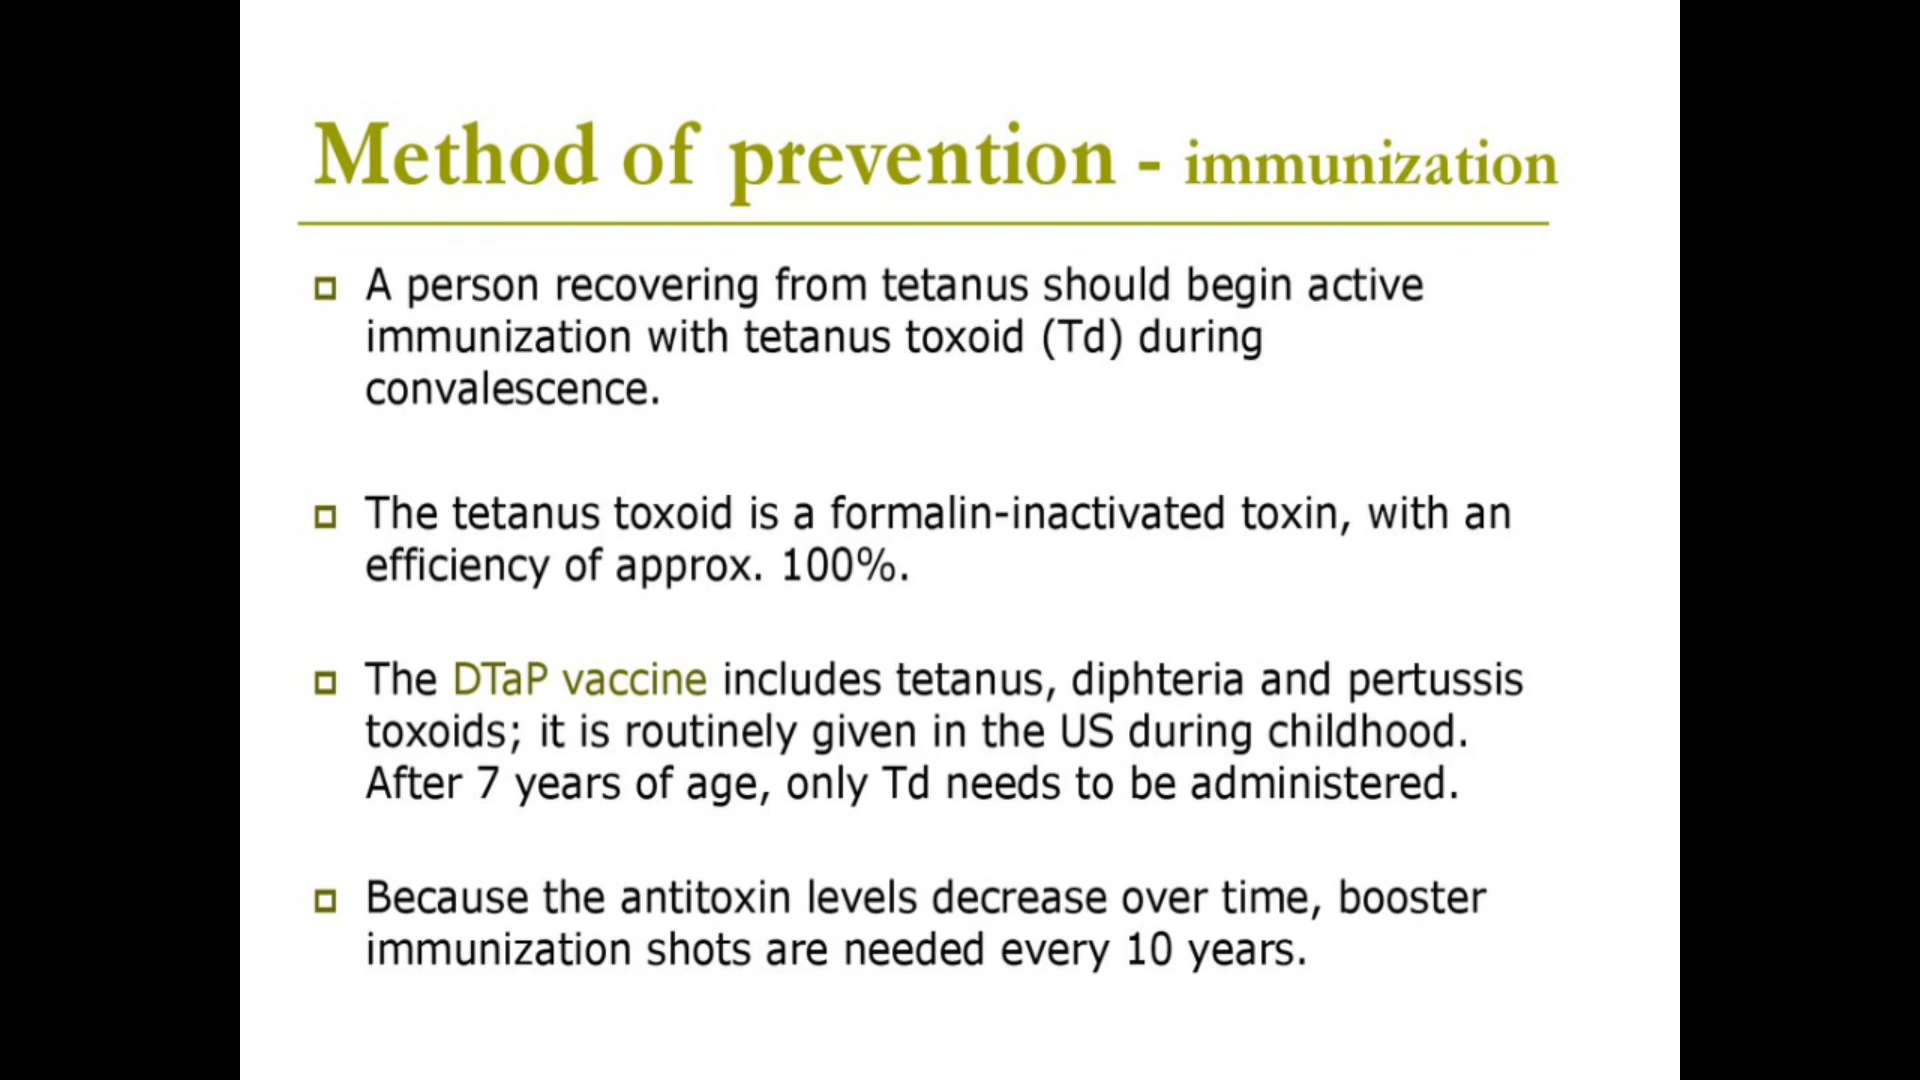 Method of prevention - immunization
A person recovering from tetanus should begin active
immunization with tetanus toxoid (Td) during
convalescence.
The tetanus toxoid is a formalin-inactivated toxin, with an
efficiency of approx. 100%.
The DTaP vaccine includes tetanus, diphteria and pertussis
toxoids; it is routinely given in the US during childhood.
After 7 years of age, only Td needs to be administered.
Because the antitoxin levels decrease over time, booster
immunization shots are needed every 10 years.